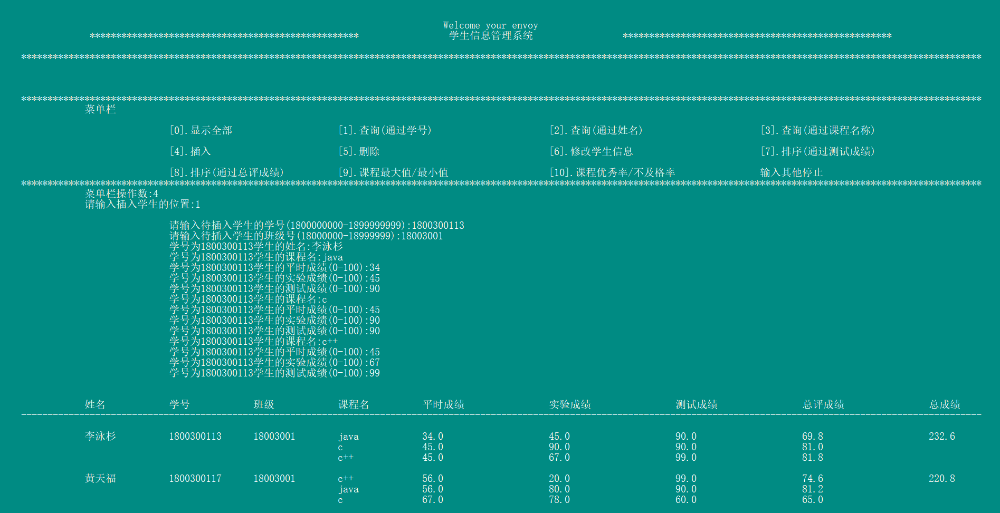 Welcome your envoy
*************************************************** 学生信息管理系统 ***************************************************
**************************************************************************************************************************************************************************************
**************************************************************************************************************************************************************************************
菜单栏
[0].显示全部 [1].查询(通过学号) [2].查询(通过姓名) [3].查询(通过课程名称)
[4].插入 [5].删除 [6].修改学生信息 [7].排序(通过测试成绩)
[8].排序(通过总评成绩) [9].课程最大值/最小值 [10].课程优秀率/不及格率 输入其他停止
**************************************************************************************************************************************************************************************
菜单栏操作数:4
请输入插入学生的位置:1
请输入待插入学生的学号(1800000000-1899999999):1800300113
请输入待插入学生的班级号(18000000-18999999):18003001
学号为1800300113学生的姓名:李泳杉
学号为1800300113学生的课程名:java
学号为1800300113学生的平时成绩(0-100):34
学号为1800300113学生的实验成绩(0-100):45
学号为1800300113学生的测试成绩(0-100):90
学号为1800300113学生的课程名:c
学号为1800300113学生的平时成绩(0-100):45
学号为1800300113学生的实验成绩(0-100):90
学号为1800300113学生的测试成绩(0-100):90
学号为1800300113学生的课程名:c++
学号为1800300113学生的平时成绩(0-100):45
学号为1800300113学生的实验成绩(0-100):67
学号为1800300113学生的测试成绩(0-100):99
姓名 学号 班级 课程名 平时成绩 实验成绩 测试成绩 总评成绩 总成绩
--------------------------------------------------------------------------------------------------------------------------------------------------------------------------------------
李泳杉 1800300113 18003001 java 34.0 45.0 90.0 69.8 232.6
c 45.0 90.0 90.0 81.0
c++ 45.0 67.0 99.0 81.8
黄天福 1800300117 18003001 c++ 56.0 20.0 99.0 74.6 220.8
java 56.0 80.0 90.0 81.2
c 67.0 78.0 60.0 65.0